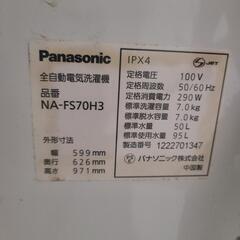 Panasonic
全自動電気洗濯機
品番
NA-FS70H3
外形寸法
幅 599mm
奥行 626mm
高さ 971mm
IPX4
JET
定格電圧 100V
定格周波数 50/60Hz
定格消費電力 290W
標準洗濯容量 7.0kg
標準脱水容量 7.0kg
標準水量 50L
標準使用水量 95L
製造番号 1222701347
パナソニック株式会社
中国製